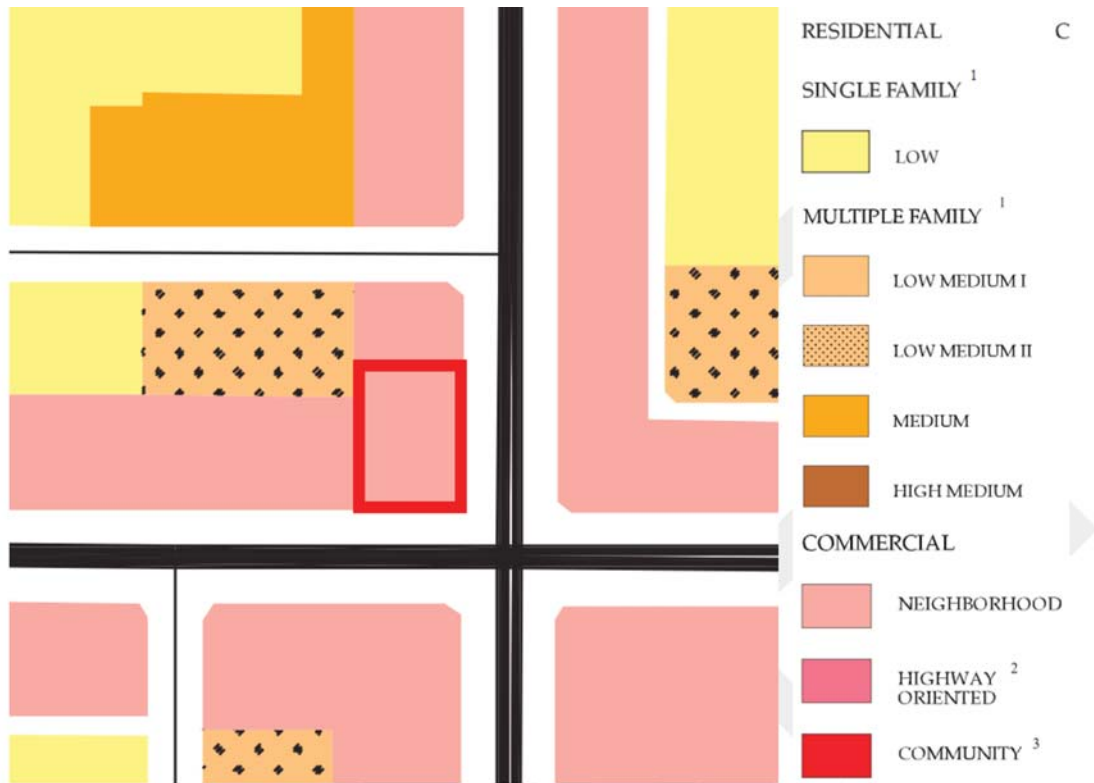 RESIDENTIAL C
SINGLE FAMILY 1
LOW
MULTIPLE FAMILY 1
LOW MEDIUM I
LOW MEDIUM II
MEDIUM
HIGH MEDIUM
COMMERCIAL
NEIGHBORHOOD
HIGHWAY 2
ORIENTED
COMMUNITY 3